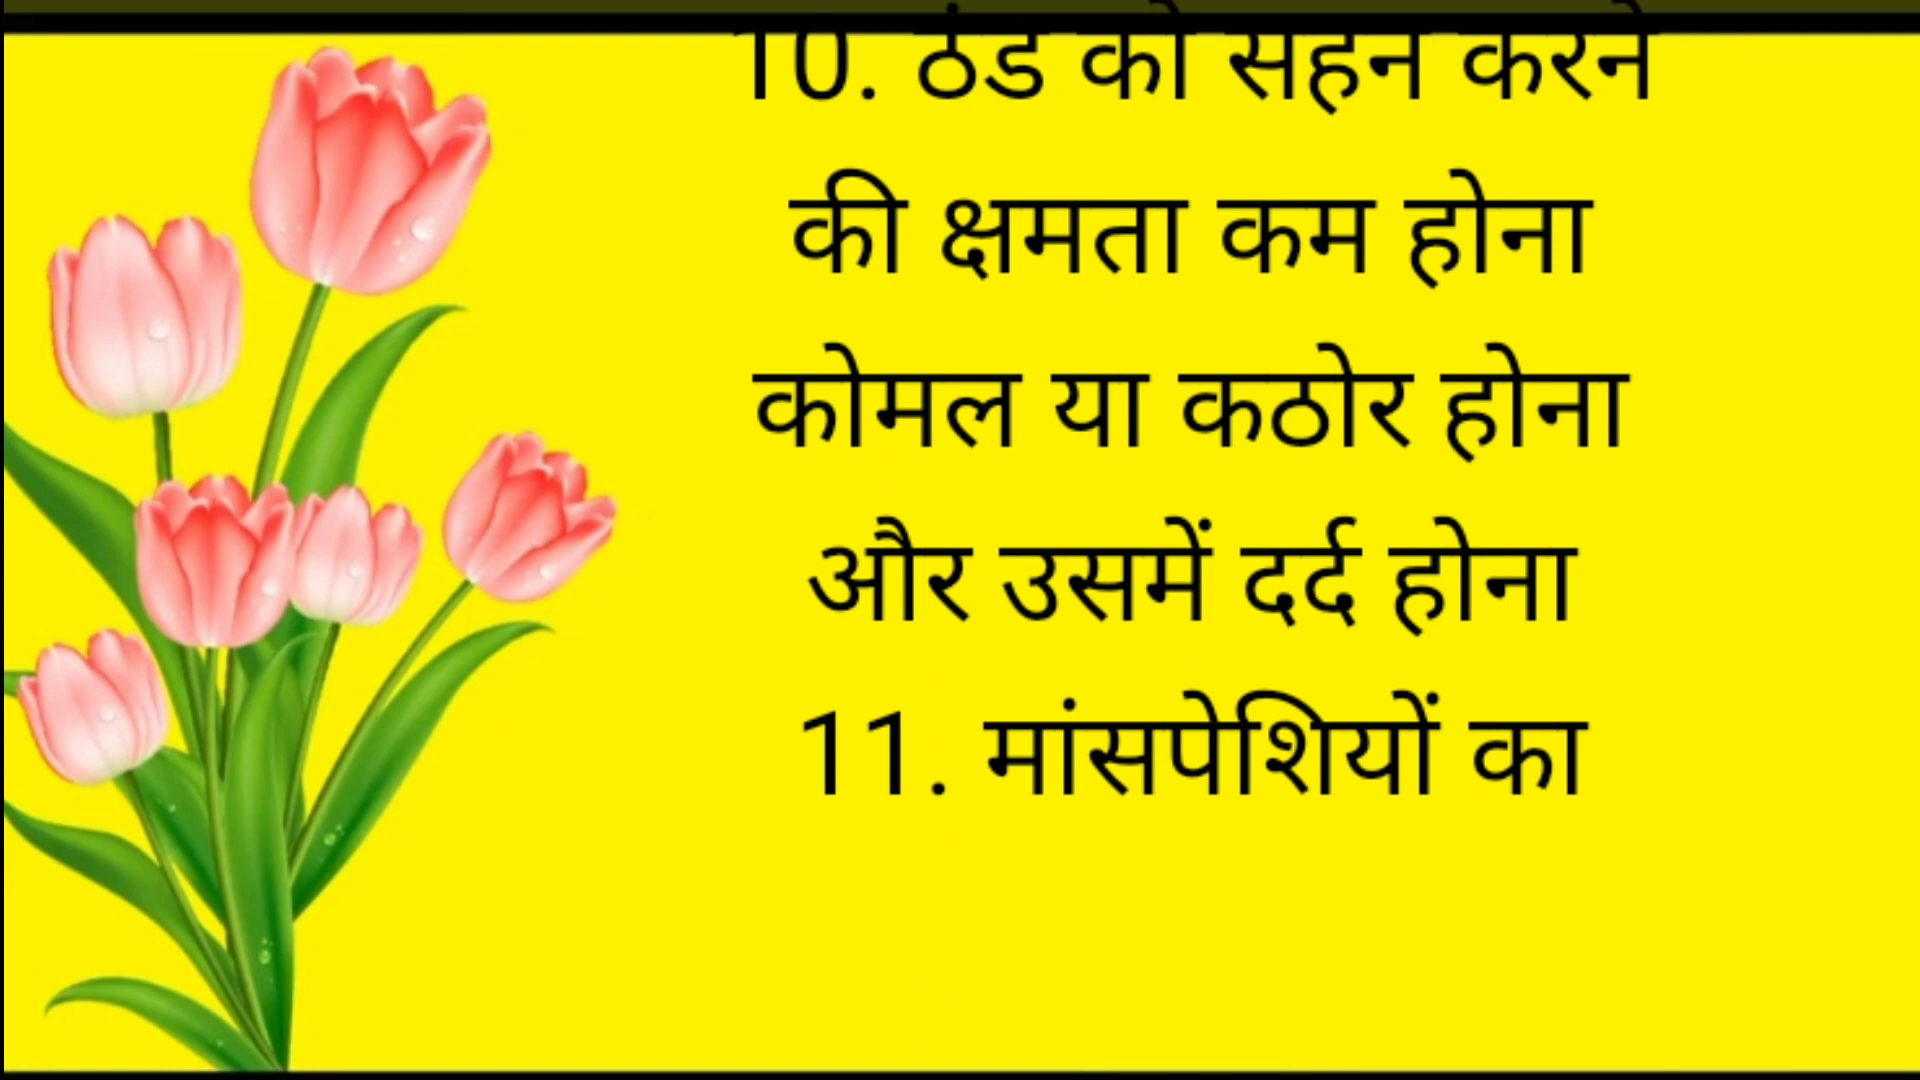 10. ठंड को सहन करने
की क्षमता कम होना
कोमल या कठोर होना
और उसमें दर्द होना
11. मांसपेशियों का